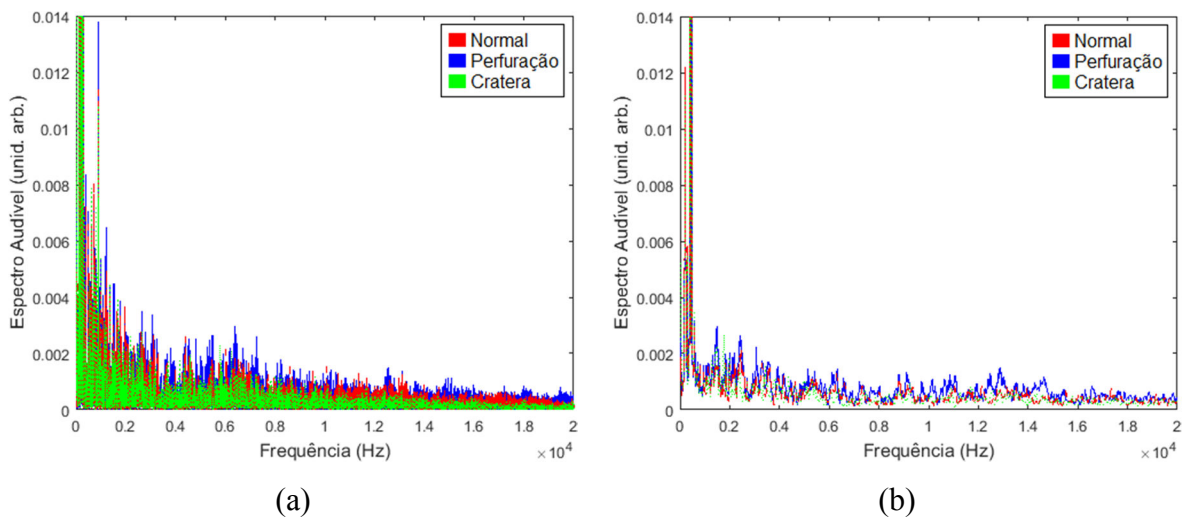 Espectro Audível (unid. arb.)
0.014
0.012
0.01
0.008
0.006
0.004
0.002
0
Normal
Perfuração
Cratera
0 0.2 0.4 0.6 0.8 1 1.2 1.4 1.6 1.8 2
Frequência (Hz)
×10⁴
(a)
Espectro Audível (unid. arb.)
0.014
0.012
0.01
0.008
0.006
0.004
0.002
0
Normal
Perfuração
Cratera
0 0.2 0.4 0.6 0.8 1 1.2 1.4 1.6 1.8 2
Frequência (Hz)
×10⁴
(b)